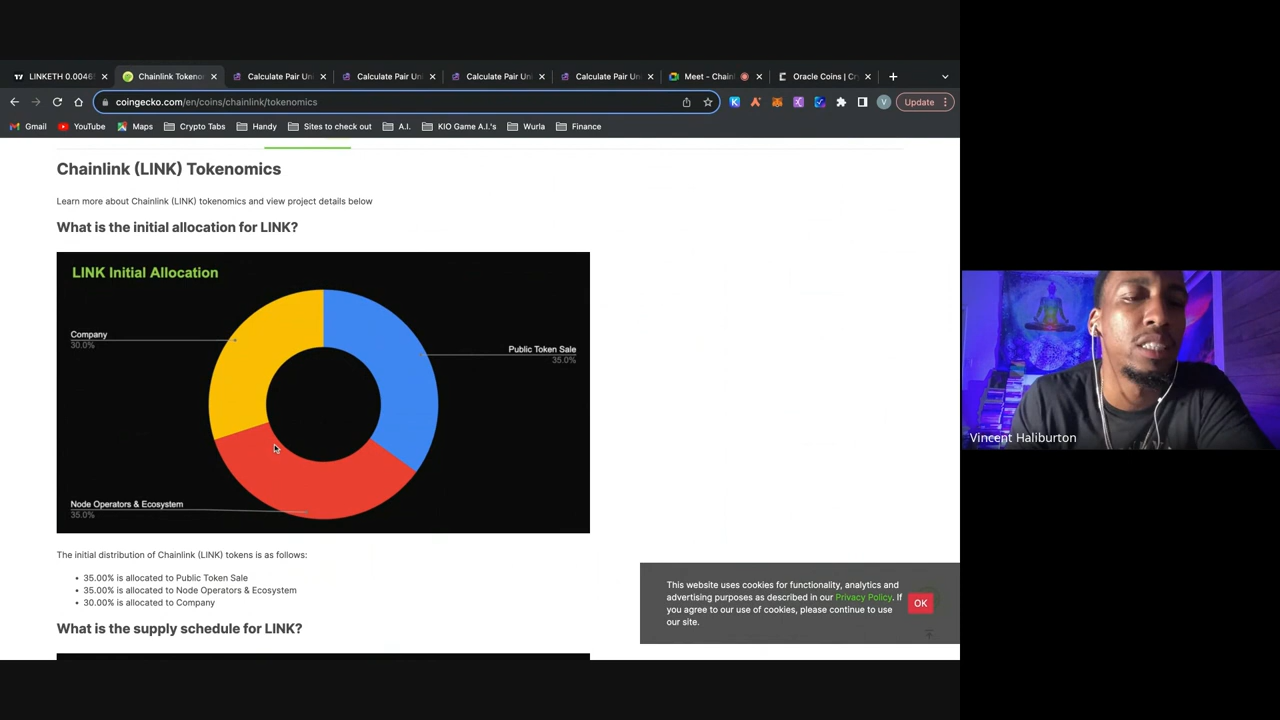 LINKETH 0.00465
Chainlink Tokeno
Calculate Pair Un
Calculate Pair Un
Calculate Pair Un
Calculate Pair Un
Meet - Chain
Oracle Coins | Cr
coingecko.com/en/coins/chainlink/tokenomics
V
Update
Gmail
YouTube
Maps
Crypto Tabs
Handy
Sites to check out
A.I.
KIO Game A.I.'s
Wurla
Finance
Chainlink (LINK) Tokenomics
Learn more about Chainlink (LINK) tokenomics and view project details below
What is the initial allocation for LINK?
LINK Initial Allocation
Company
30.0%
Public Token Sale
35.0%
Node Operators & Ecosystem
35.0%
Vincent Haliburton
The initial distribution of Chainlink (LINK) tokens is as follows:
• 35.00% is allocated to Public Token Sale
• 35.00% is allocated to Node Operators & Ecosystem
• 30.00% is allocated to Company
What is the supply schedule for LINK?
This website uses cookies for functionality, analytics and
advertising purposes as described in our Privacy Policy. If
you agree to our use of cookies, please continue to use
our site.
OK